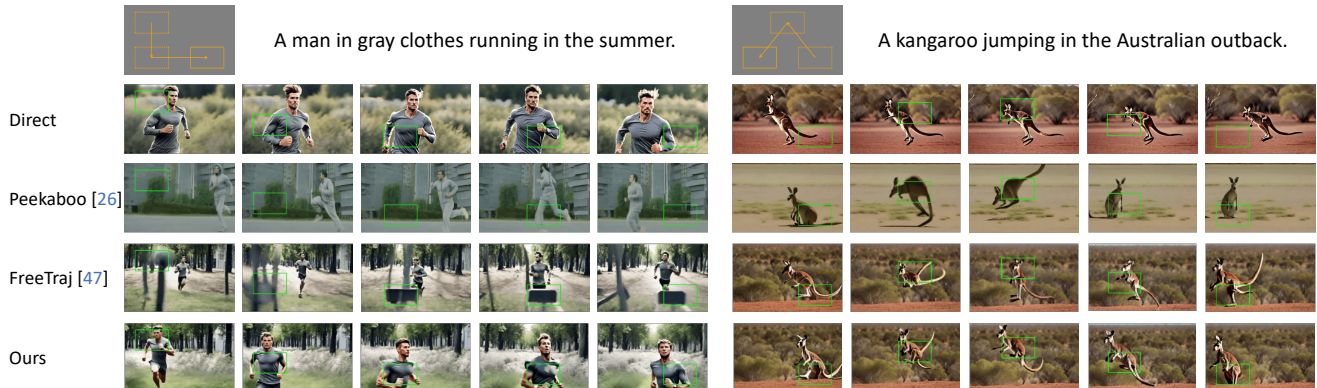 A man in gray clothes running in the summer.
A kangaroo jumping in the Australian outback.
Direct
Peekaboo [26]
FreeTraj [47]
Ours